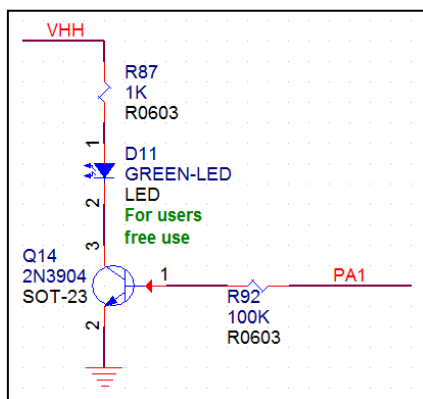 VHH
R87
1K
R0603
1
D11
GREEN-LED
LED
For users
free use
2
3
Q14
2N3904
SOT-23
1
PA1
R92
100K
R0603
2